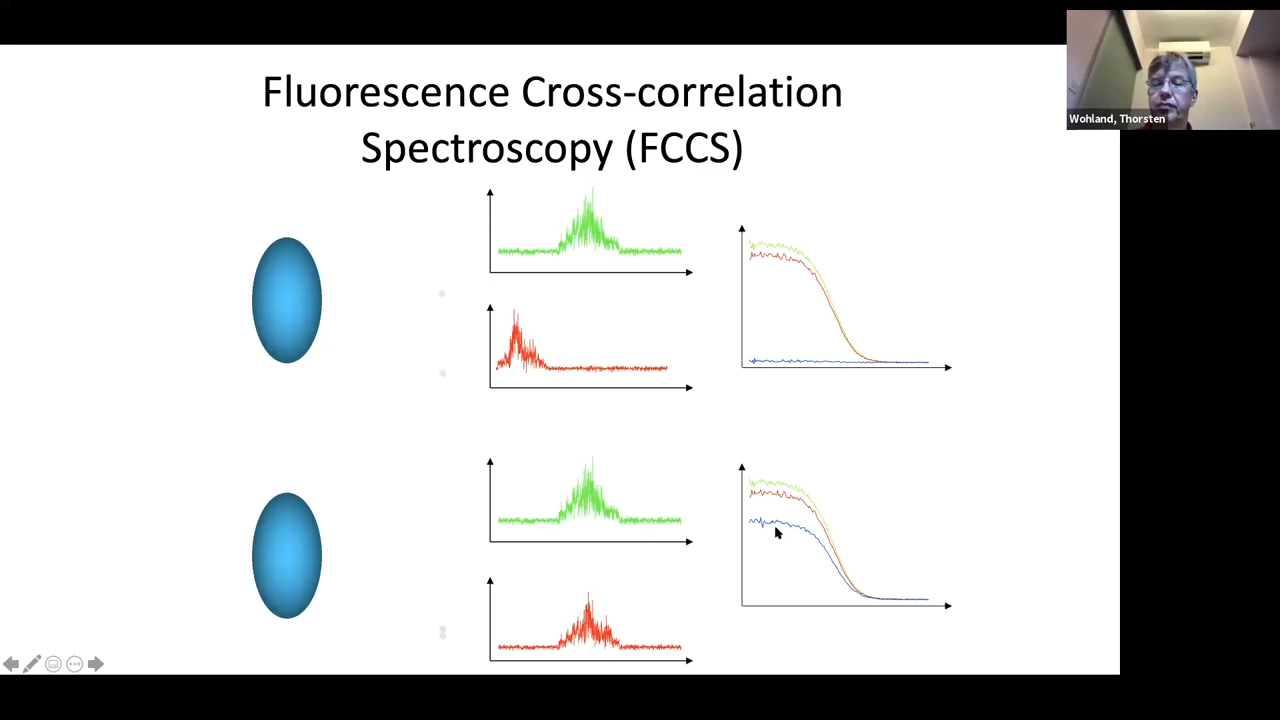 Fluorescence Cross-correlation
Spectroscopy (FCCS)
Wohland, Thorsten